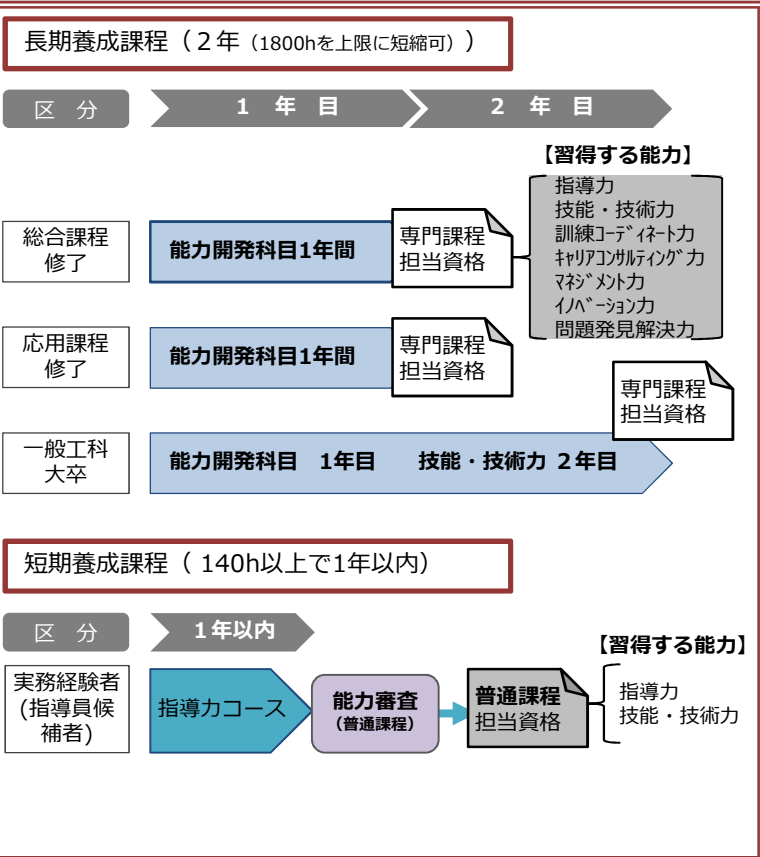 長期養成課程（２年（1800hを上限に短縮可））
区　分
１　年　目
２　年　目
【習得する能力】
指導力
技能・技術力
訓練ｺｰﾃﾞｨﾈｰﾄ力
ｷｬﾘｱｺﾝｻﾙﾃｨﾝｸﾞ力
ﾏﾈｼﾞﾒﾝﾄ力
ｲﾉﾍﾞｰｼｮﾝ力
問題発見解決力
総合課程
修了
能力開発科目1年間
専門課程
担当資格
応用課程
修了
能力開発科目1年間
専門課程
担当資格
専門課程
担当資格
一般工科
大卒
能力開発科目　1年目　　技能・技術力 ２年目
短期養成課程（ 140h以上で1年以内）
区　分
１年以内
【習得する能力】
実務経験者
(指導員候
補者)
指導力コース
能力審査
(普通課程)
普通課程
担当資格
指導力
技能・技術力